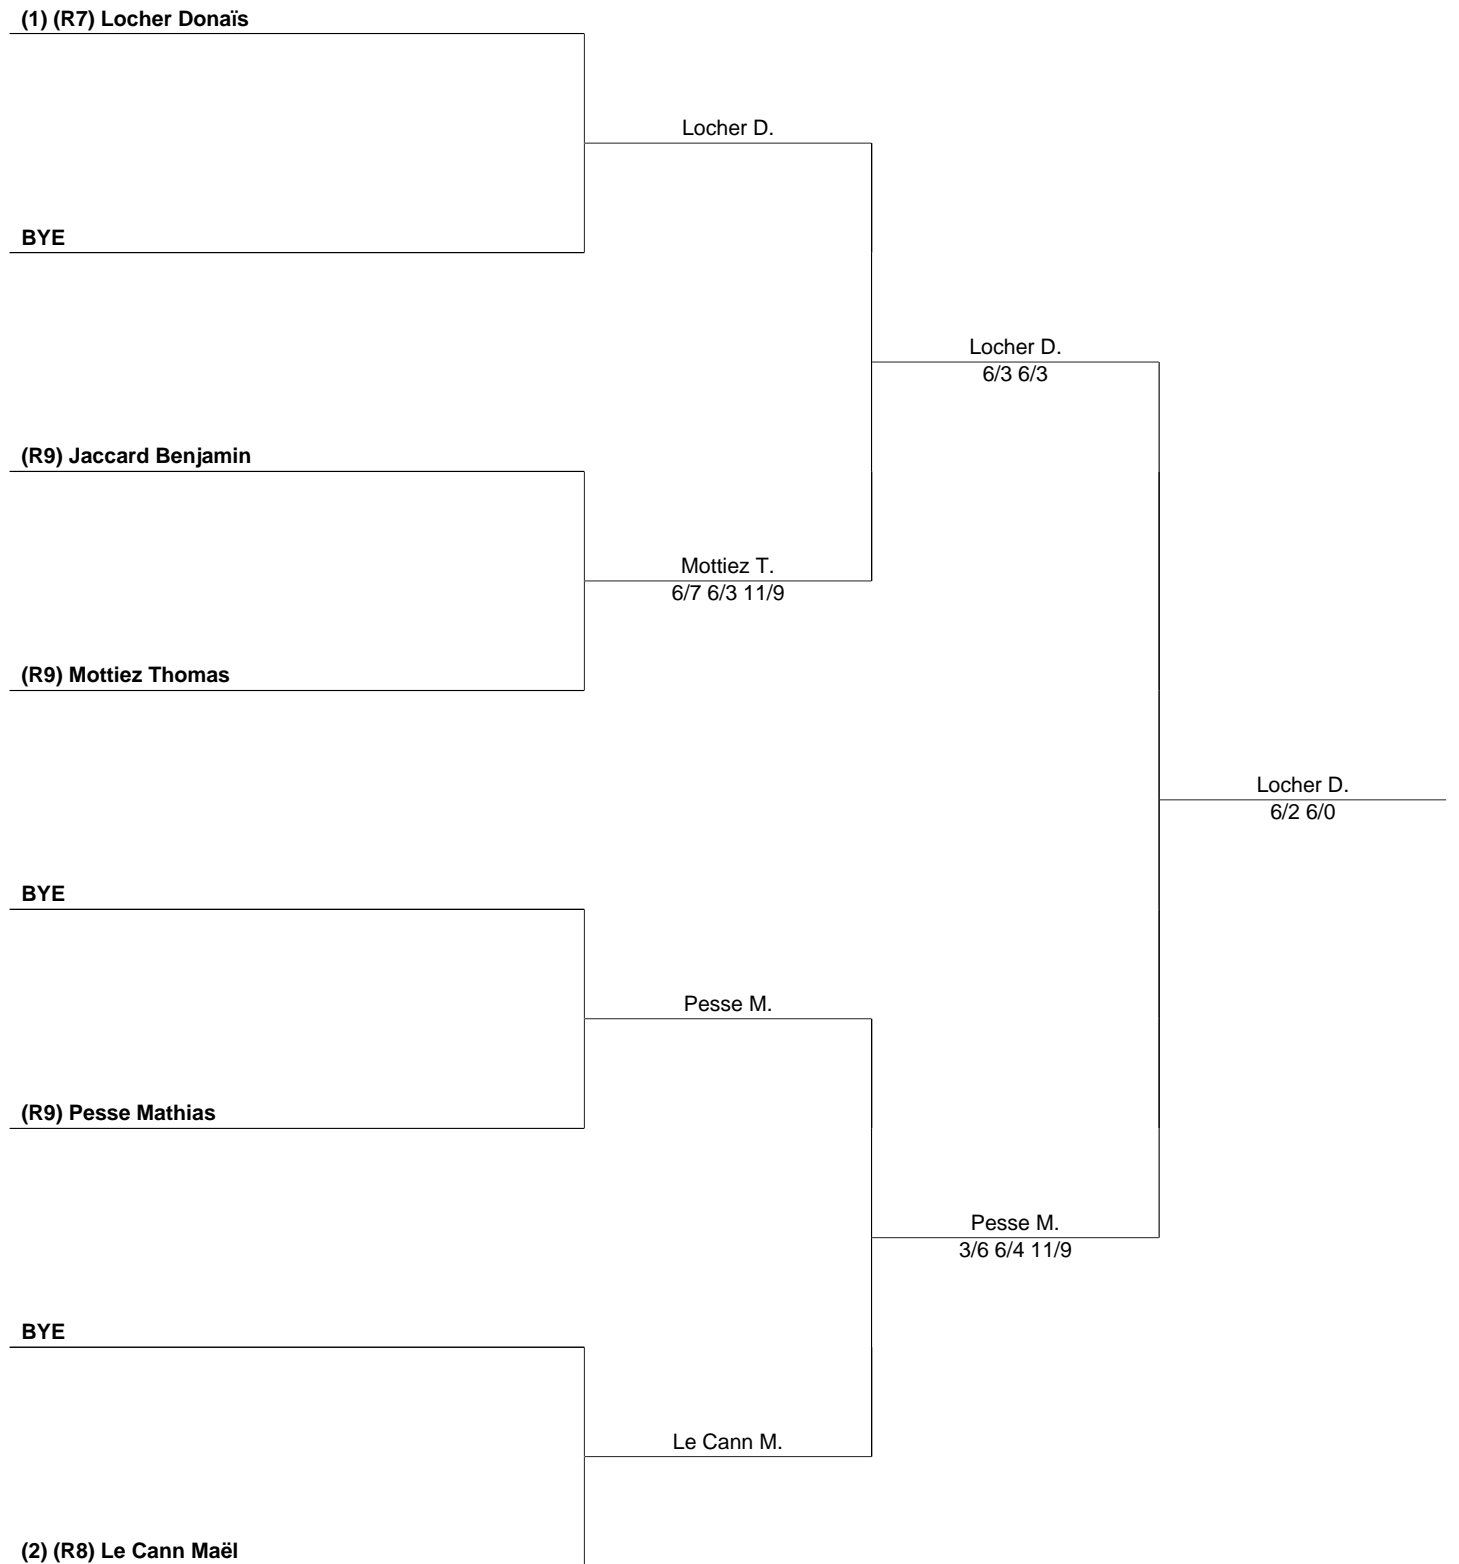 (1) (R7) Locher Donaïs
Locher D.
BYE
Locher D.
6/3 6/3
(R9) Jaccard Benjamin
Mottiez T.
6/7 6/3 11/9
(R9) Mottiez Thomas
Locher D.
6/2 6/0
BYE
Pesse M.
(R9) Pesse Mathias
Pesse M.
3/6 6/4 11/9
BYE
Le Cann M.
(2) (R8) Le Cann Maël